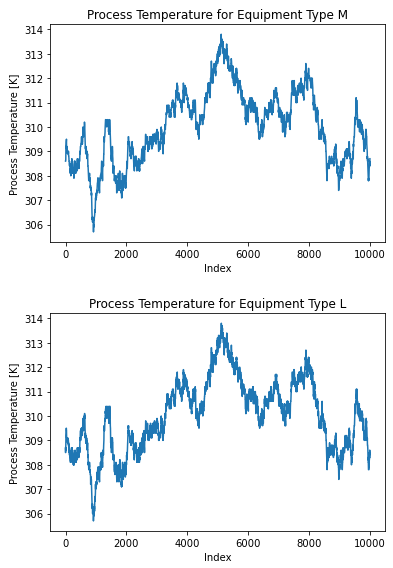 Process Temperature for Equipment Type M
314
313
312
311
310
309
308
307
306
Process Temperature [K]
0 2000 4000 6000 8000 10000
Index
Process Temperature for Equipment Type L
314
313
312
311
310
309
308
307
306
Process Temperature [K]
0 2000 4000 6000 8000 10000
Index